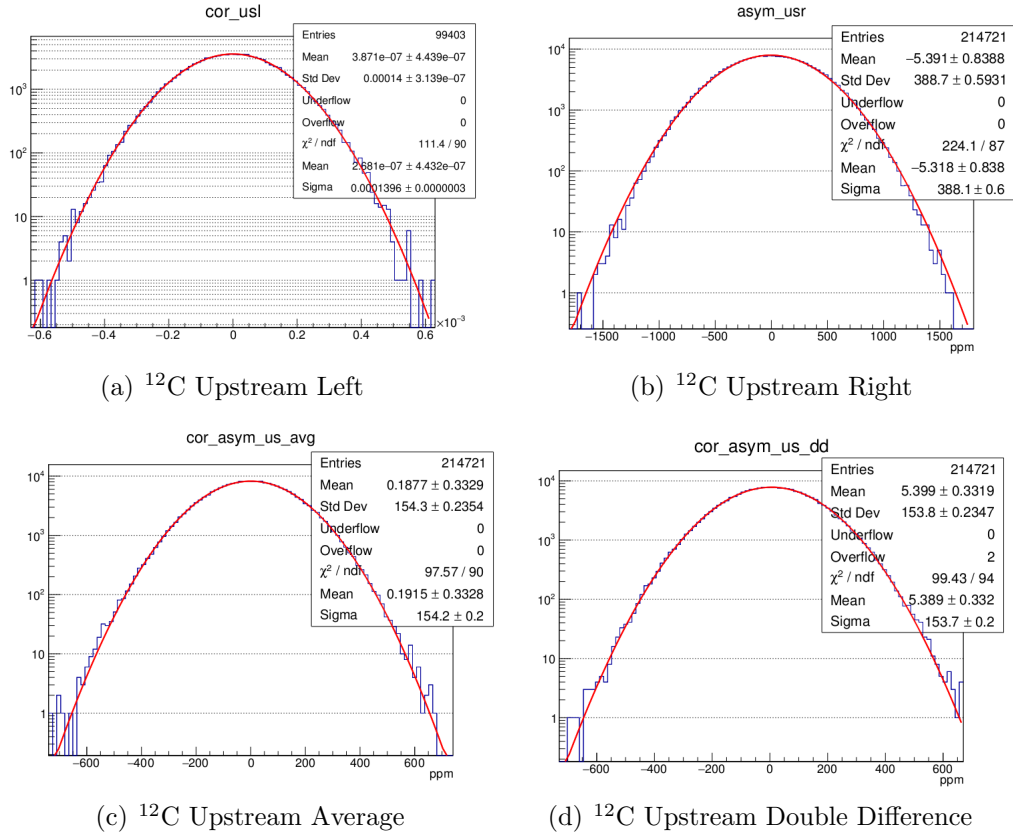 cor_usl
Entries 99403
Mean 3.871e-07 ± 4.439e-07
Std Dev 0.00014 ± 3.139e-07
Underflow 0
Overflow 0
χ² / ndf 111.4 / 90
Mean 2.681e-07 ± 4.432e-07
Sigma 0.0001396 ± 0.0000003
10³
10²
10
1
−0.6 −0.4 −0.2 0 0.2 0.4 0.6
×10⁻³
(a) ¹²C Upstream Left
asym_usr
Entries 214721
Mean −5.391 ± 0.8388
Std Dev 388.7 ± 0.5931
Underflow 0
Overflow 0
χ² / ndf 224.1 / 87
Mean −5.318 ± 0.838
Sigma 388.1 ± 0.6
10⁴
10³
10²
10
1
−1500 −1000 −500 0 500 1000 1500
ppm
(b) ¹²C Upstream Right
cor_asym_us_avg
Entries 214721
Mean 0.1877 ± 0.3329
Std Dev 154.3 ± 0.2354
Underflow 0
Overflow 0
χ² / ndf 97.57 / 90
Mean 0.1915 ± 0.3328
Sigma 154.2 ± 0.2
10⁴
10³
10²
10
1
−600 −400 −200 0 200 400 600
ppm
(c) ¹²C Upstream Average
cor_asym_us_dd
Entries 214721
Mean 5.399 ± 0.3319
Std Dev 153.8 ± 0.2347
Underflow 0
Overflow 2
χ² / ndf 99.43 / 94
Mean 5.389 ± 0.332
Sigma 153.7 ± 0.2
10⁴
10³
10²
10
1
−600 −400 −200 0 200 400 600
ppm
(d) ¹²C Upstream Double Difference